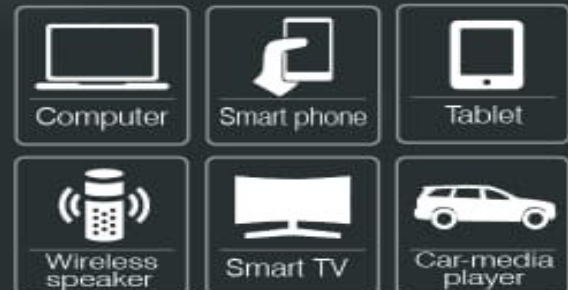 Computer
Smart phone
Tablet
Wireless
speaker
Smart TV
Car-media
player